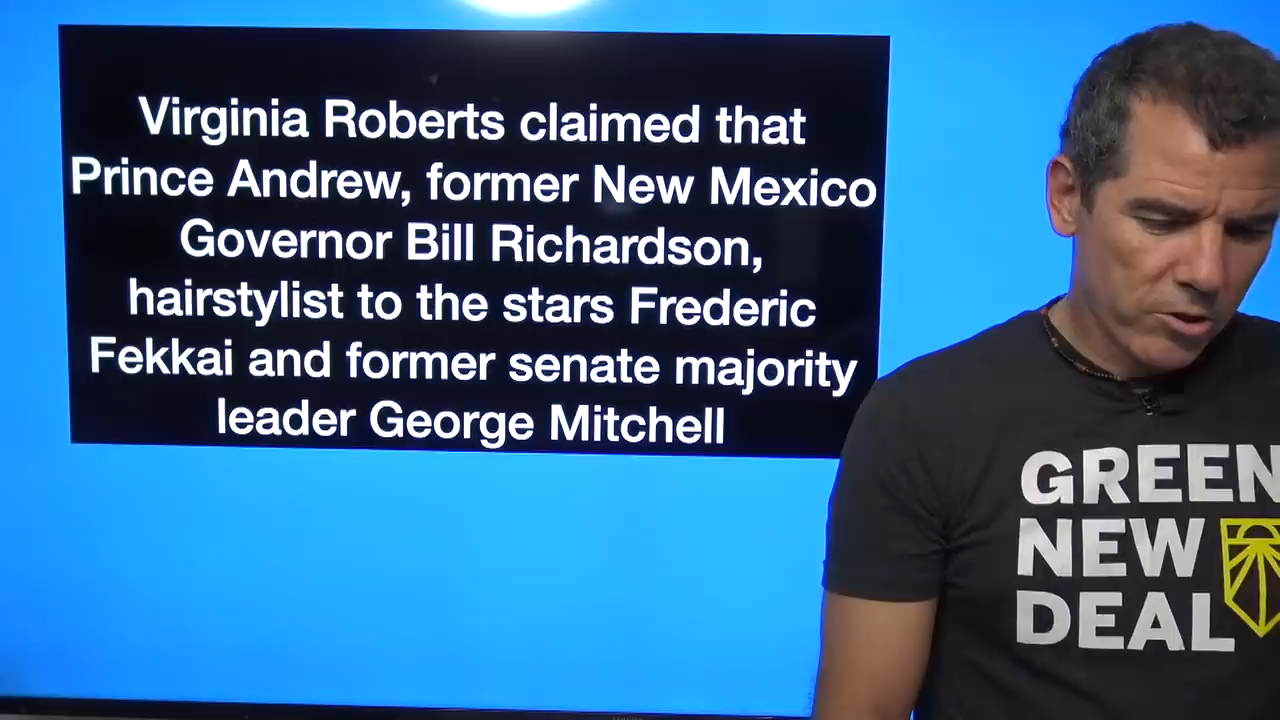 Virginia Roberts claimed that
Prince Andrew, former New Mexico
Governor Bill Richardson,
hairstylist to the stars Frederic
Fekkai and former senate majority
leader George Mitchell
GREEN
NEW
DEAL